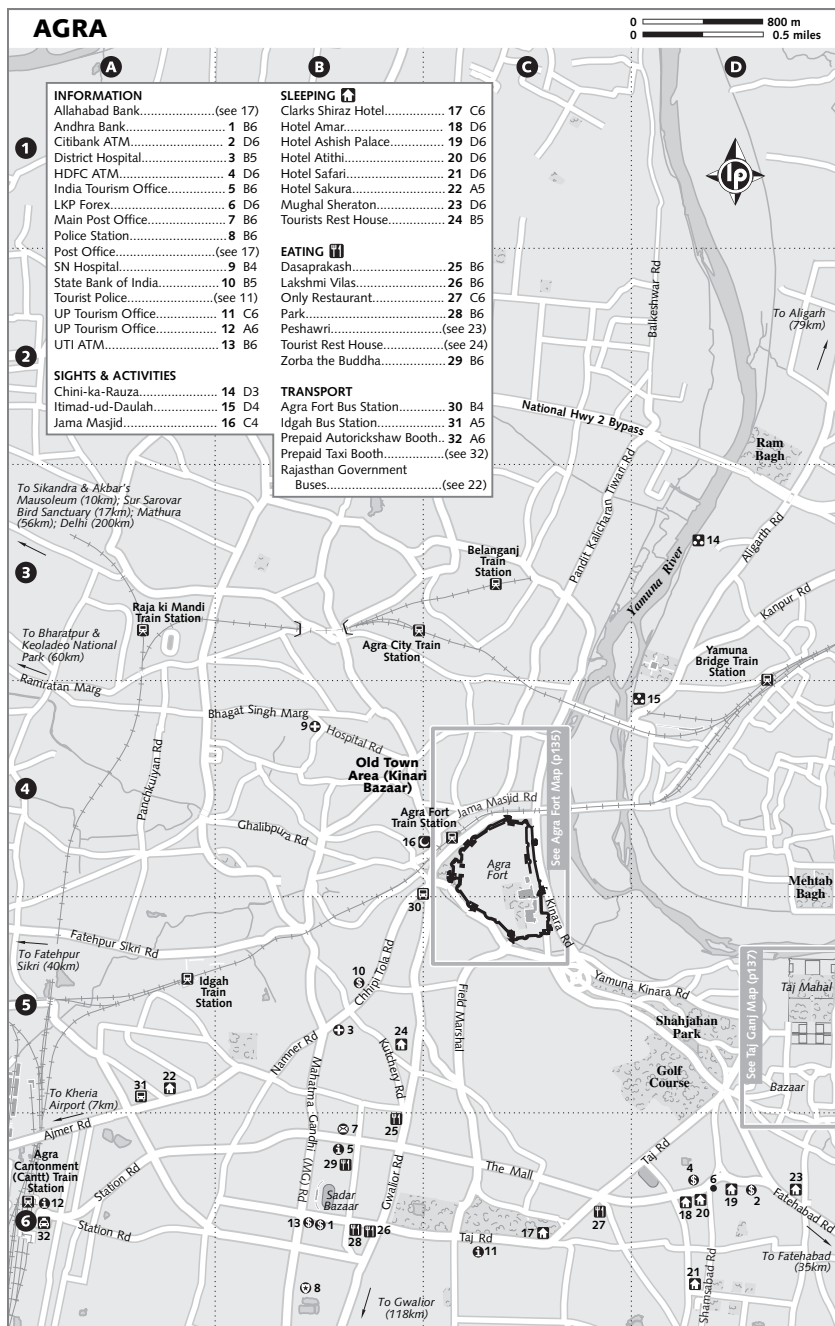 AGRA
0 800 m
0 0.5 miles
A B C D
1
2
3
4
5
6
INFORMATION
Allahabad Bank.....................(see 17)
Andhra Bank.............................. 1 B6
Citibank ATM............................. 2 D6
District Hospital......................... 3 B5
HDFC ATM................................. 4 D6
India Tourism Office................... 5 B6
LKP Forex................................... 6 D6
Main Post Office........................ 7 B6
Police Station............................. 8 B6
Post Office............................(see 17)
SN Hospital................................ 9 B4
State Bank of India................... 10 B5
Tourist Police........................(see 11)
UP Tourism Office.................... 11 C6
UP Tourism Office.................... 12 A6
UTI ATM.................................. 13 B6
SIGHTS & ACTIVITIES
Chini-ka-Rauza......................... 14 D3
Itimad-ud-Daulah..................... 15 D4
Jama Masjid............................. 16 C4
SLEEPING
Clarks Shiraz Hotel................... 17 C6
Hotel Amar............................... 18 D6
Hotel Ashish Palace.................. 19 D6
Hotel Atithi............................... 20 D6
Hotel Safari.............................. 21 D6
Hotel Sakura............................ 22 A5
Mughal Sheraton...................... 23 D6
Tourists Rest House.................. 24 B5
EATING
Dasaprakash............................. 25 B6
Lakshmi Vilas........................... 26 B6
Only Restaurant........................ 27 C6
Park.......................................... 28 B6
Peshawri...............................(see 23)
Tourist Rest House................(see 24)
Zorba the Buddha..................... 29 B6
TRANSPORT
Agra Fort Bus Station............... 30 B4
Idgah Bus Station..................... 31 A5
Prepaid Autorickshaw Booth.. 32 A6
Prepaid Taxi Booth................(see 32)
Rajasthan Government
Buses....................................(see 22)
lp
Balkeshwar Rd
To Aligarh
(79km)
National Hwy 2 Bypass
Ram
Bagh
Pandit Kalicharan Tiwari Rd
To Sikandra & Akbar's
Mausoleum (10km); Sur Sarovar
Bird Sanctuary (17km); Mathura
(56km); Delhi (200km)
Belanganj
Train
Station
14
Aligarth Rd
Yamuna River
Kanpur Rd
Raja ki Mandi
Train Station
Agra City Train
Station
To Bharatpur &
Keoladeo National
Park (60km)
Yamuna
Bridge Train
Station
Ramratan Marg
15
Bhagat Singh Marg
9
Hospital Rd
Panchkuiyan Rd
Old Town
Area (Kinari
Bazaar)
See Agra Fort Map (p135)
Jama Masjid Rd
Agra Fort
Train Station
Ghalibpura Rd
16
Agra
Fort
Mehtab
Bagh
30
Kinara Rd
Fatehpur Sikri Rd
To Fatehpur
Sikri (40km)
Idgah
Train
Station
10
Chhipi Tola Rd
Yamuna Kinara Rd
See Taj Ganj Map (p137)
Taj Mahal
Field Marshal
Shahjahan
Park
3
24
Namner Rd
Kutchery Rd
Golf
Course
Bazaar
22
31
To Kheria
Airport (7km)
Mahatma Gandhi (MG) Rd
25
Ajmer Rd
7
5
29
Agra
Cantonment
(Cantt) Train
Station
The Mall
Taj Rd
Station Rd
Gwalior Rd
4
6
23
12
Sadar
Bazaar
18 20
19
2
Fatehabad Rd
32
Station Rd
13 1
28
26
Taj Rd
11
17
27
To Fatehabad
(35km)
21
Shamsabad Rd
8
To Gwalior
(118km)